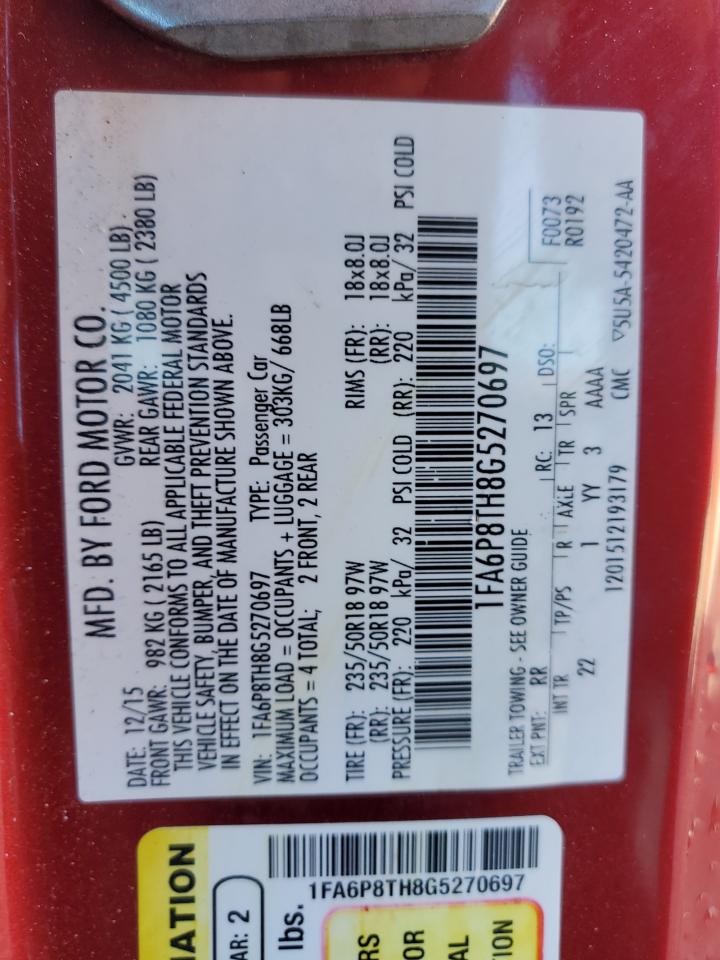 MFD. BY FORD MOTOR CO.
DATE: 12/15 GVWR: 2041 KG ( 4500 LB)
FRONT GAWR: 982 KG ( 2165 LB) REAR GAWR: 1080 KG ( 2380 LB)
THIS VEHICLE CONFORMS TO ALL APPLICABLE FEDERAL MOTOR
VEHICLE SAFETY, BUMPER, AND THEFT PREVENTION STANDARDS
IN EFFECT ON THE DATE OF MANUFACTURE SHOWN ABOVE.
VIN: 1FA6P8TH8G5270697 TYPE: Passenger Car
MAXIMUM LOAD = OCCUPANTS + LUGGAGE = 303KG/ 668LB
OCCUPANTS = 4 TOTAL; 2 FRONT, 2 REAR
TIRE (FR): 235/50R18 97W RIMS (FR): 18x8.0J
(RR): 235/50R18 97W (RR): 18x8.0J
PRESSURE (FR): 220 kPa/ 32 PSI COLD (RR): 220 kPa/ 32 PSI COLD
1FA6P8TH8G5270697
TRAILER TOWING - SEE OWNER GUIDE
EXT PNT: RR RC: 13 DSO: F0073
R0192
INT TR TP/PS R AXLE TR SPR
22 1 YY 3 AAAA
1201512193179 CMC ▽5U5A-5420472-AA
MATION
AR: 2
lbs.
1FA6P8TH8G5270697
RS
OR
AL
ION